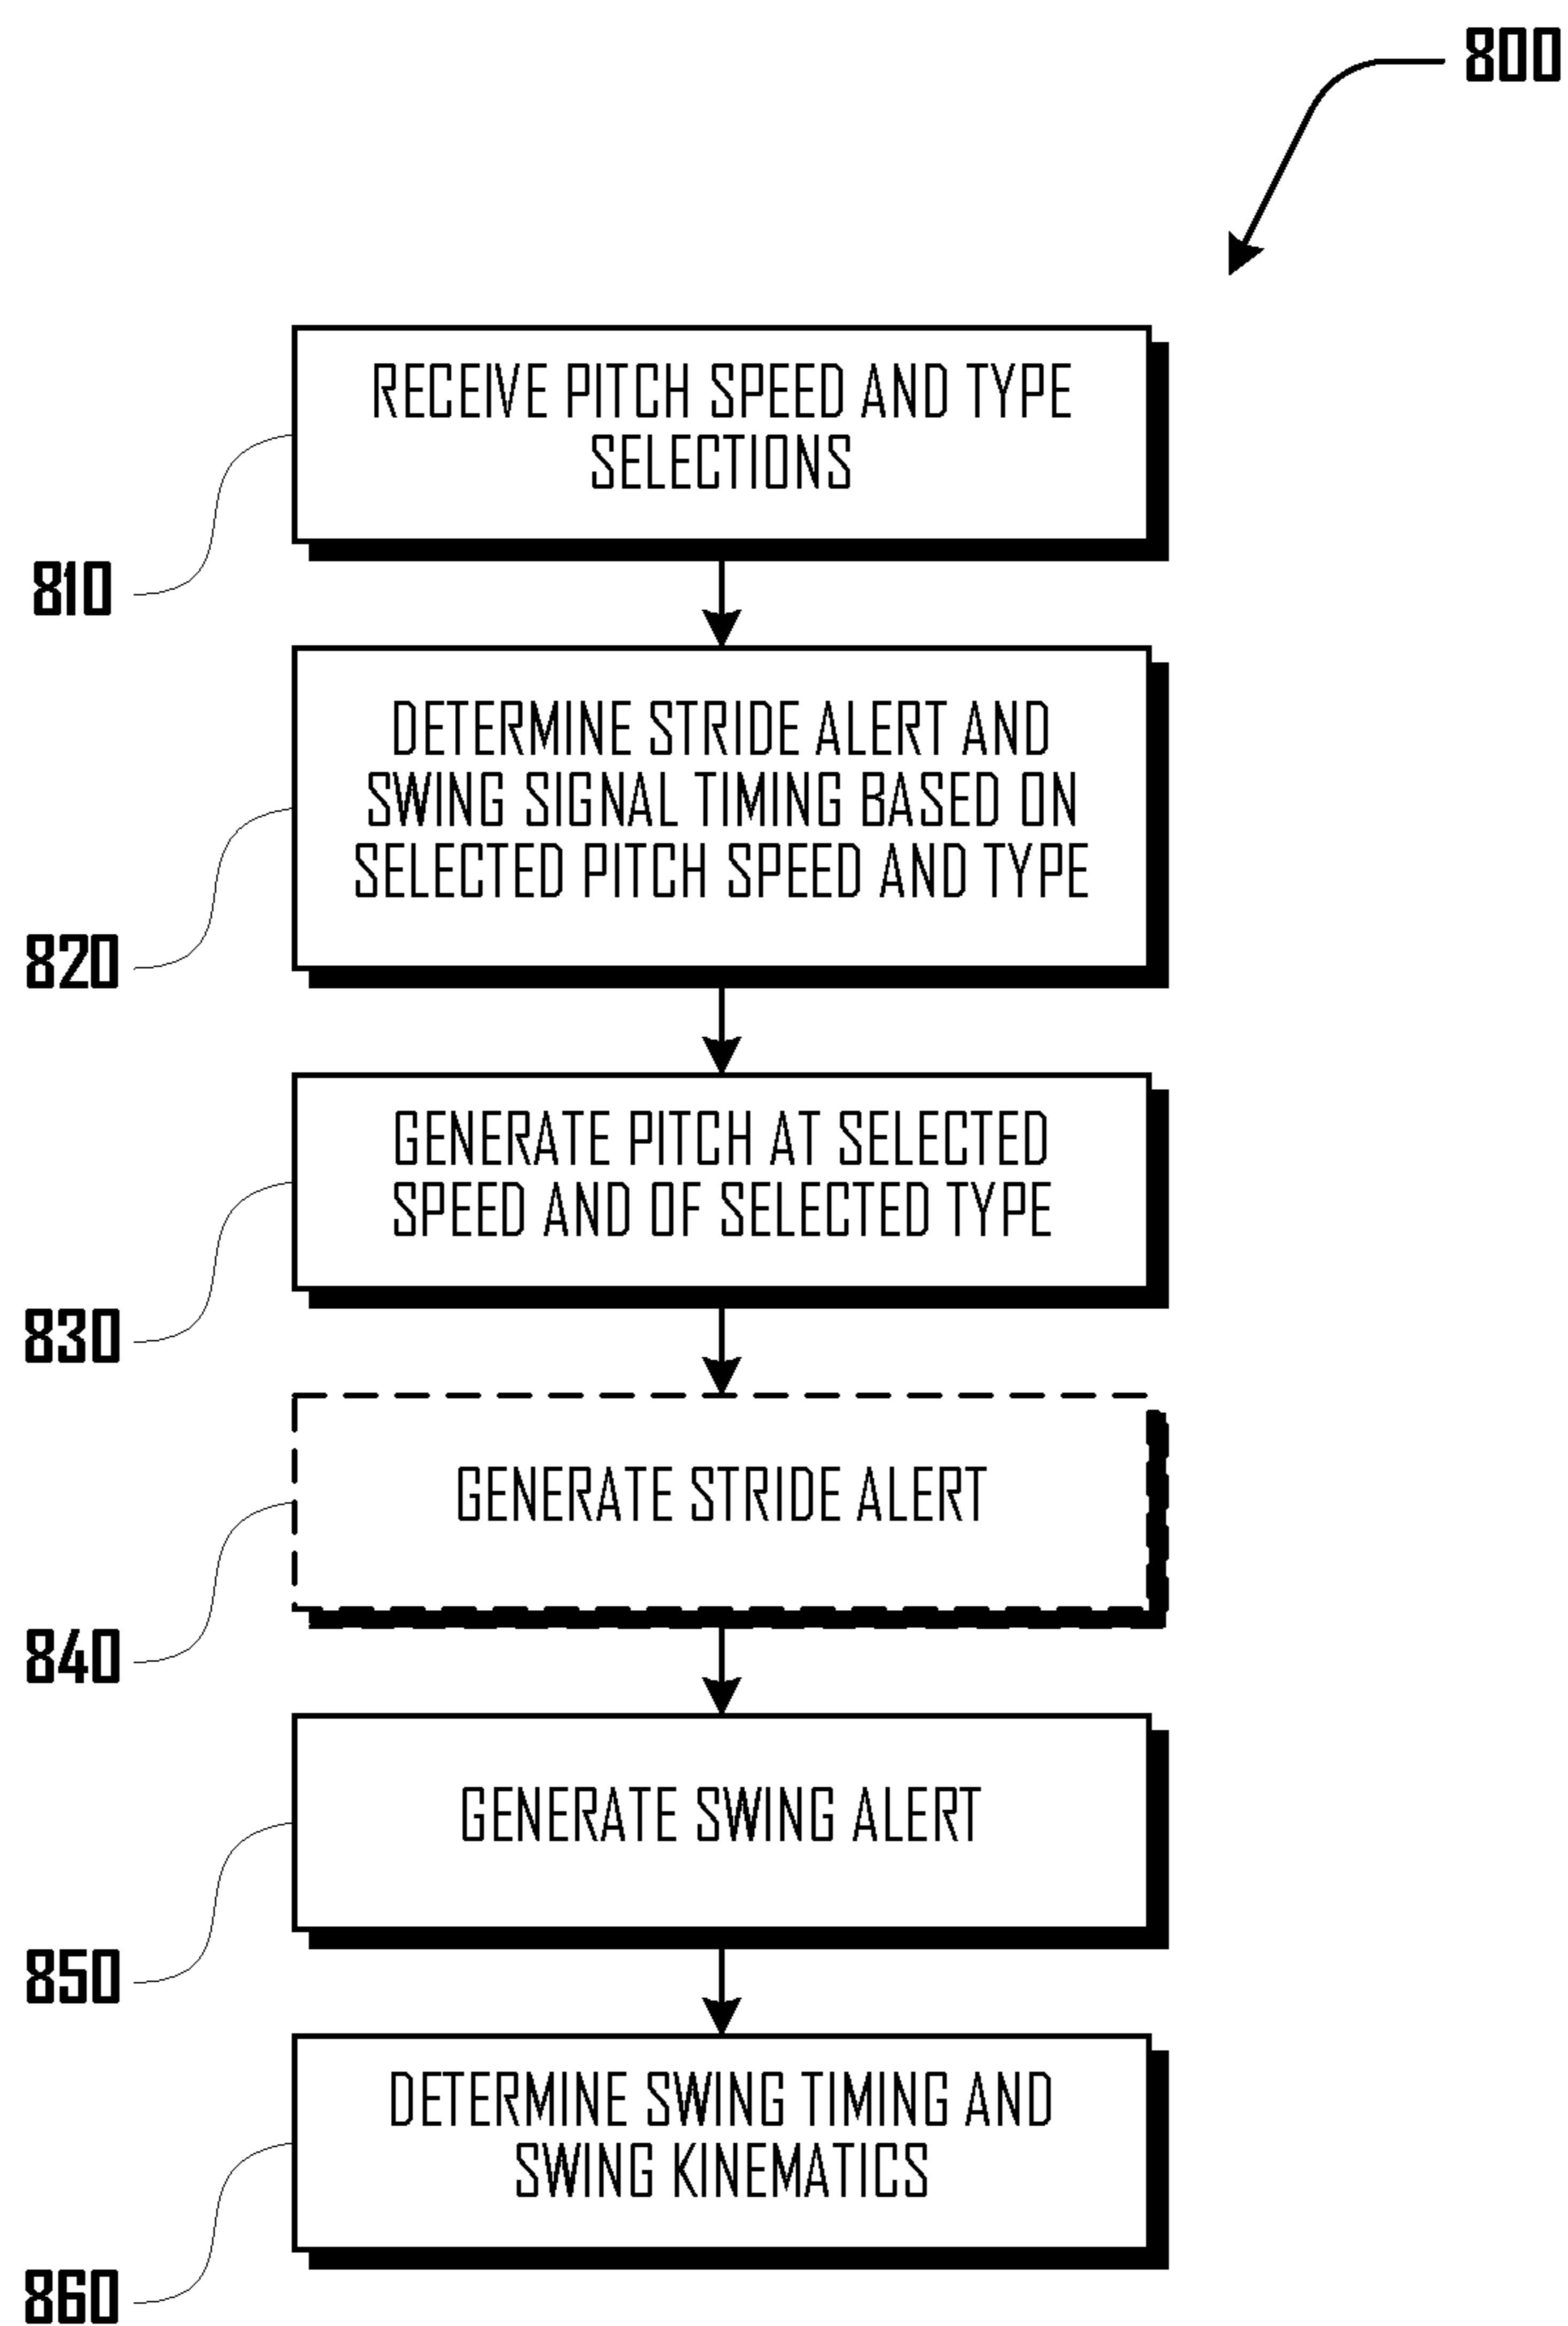 800
RECEIVE PITCH SPEED AND TYPE
SELECTIONS
810
DETERMINE STRIDE ALERT AND
SWING SIGNAL TIMING BASED ON
SELECTED PITCH SPEED AND TYPE
820
GENERATE PITCH AT SELECTED
SPEED AND OF SELECTED TYPE
830
GENERATE STRIDE ALERT
840
GENERATE SWING ALERT
850
DETERMINE SWING TIMING AND
SWING KINEMATICS
860